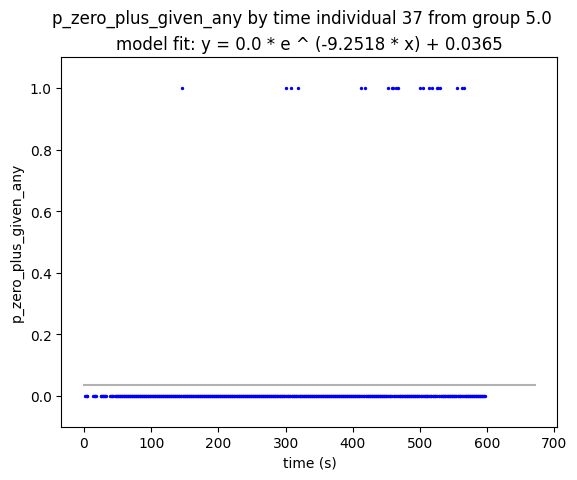 p_zero_plus_given_any by time individual 37 from group 5.0
model fit: y = 0.0 * e ^ (-9.2518 * x) + 0.0365
1.0
0.8
0.6
0.4
0.2
0.0
p_zero_plus_given_any
0 100 200 300 400 500 600 700
time (s)